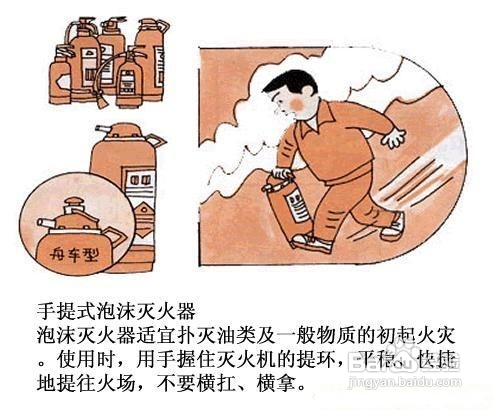 舟车型
手提式泡沫灭火器
泡沫灭火器适宜扑灭油类及一般物质的初起火灾
。使用时，用手握住灭火机的提环，平稳、快捷
地提往火场，不要横扛、横拿。
Baidu 经验
jingyan.baidu.com